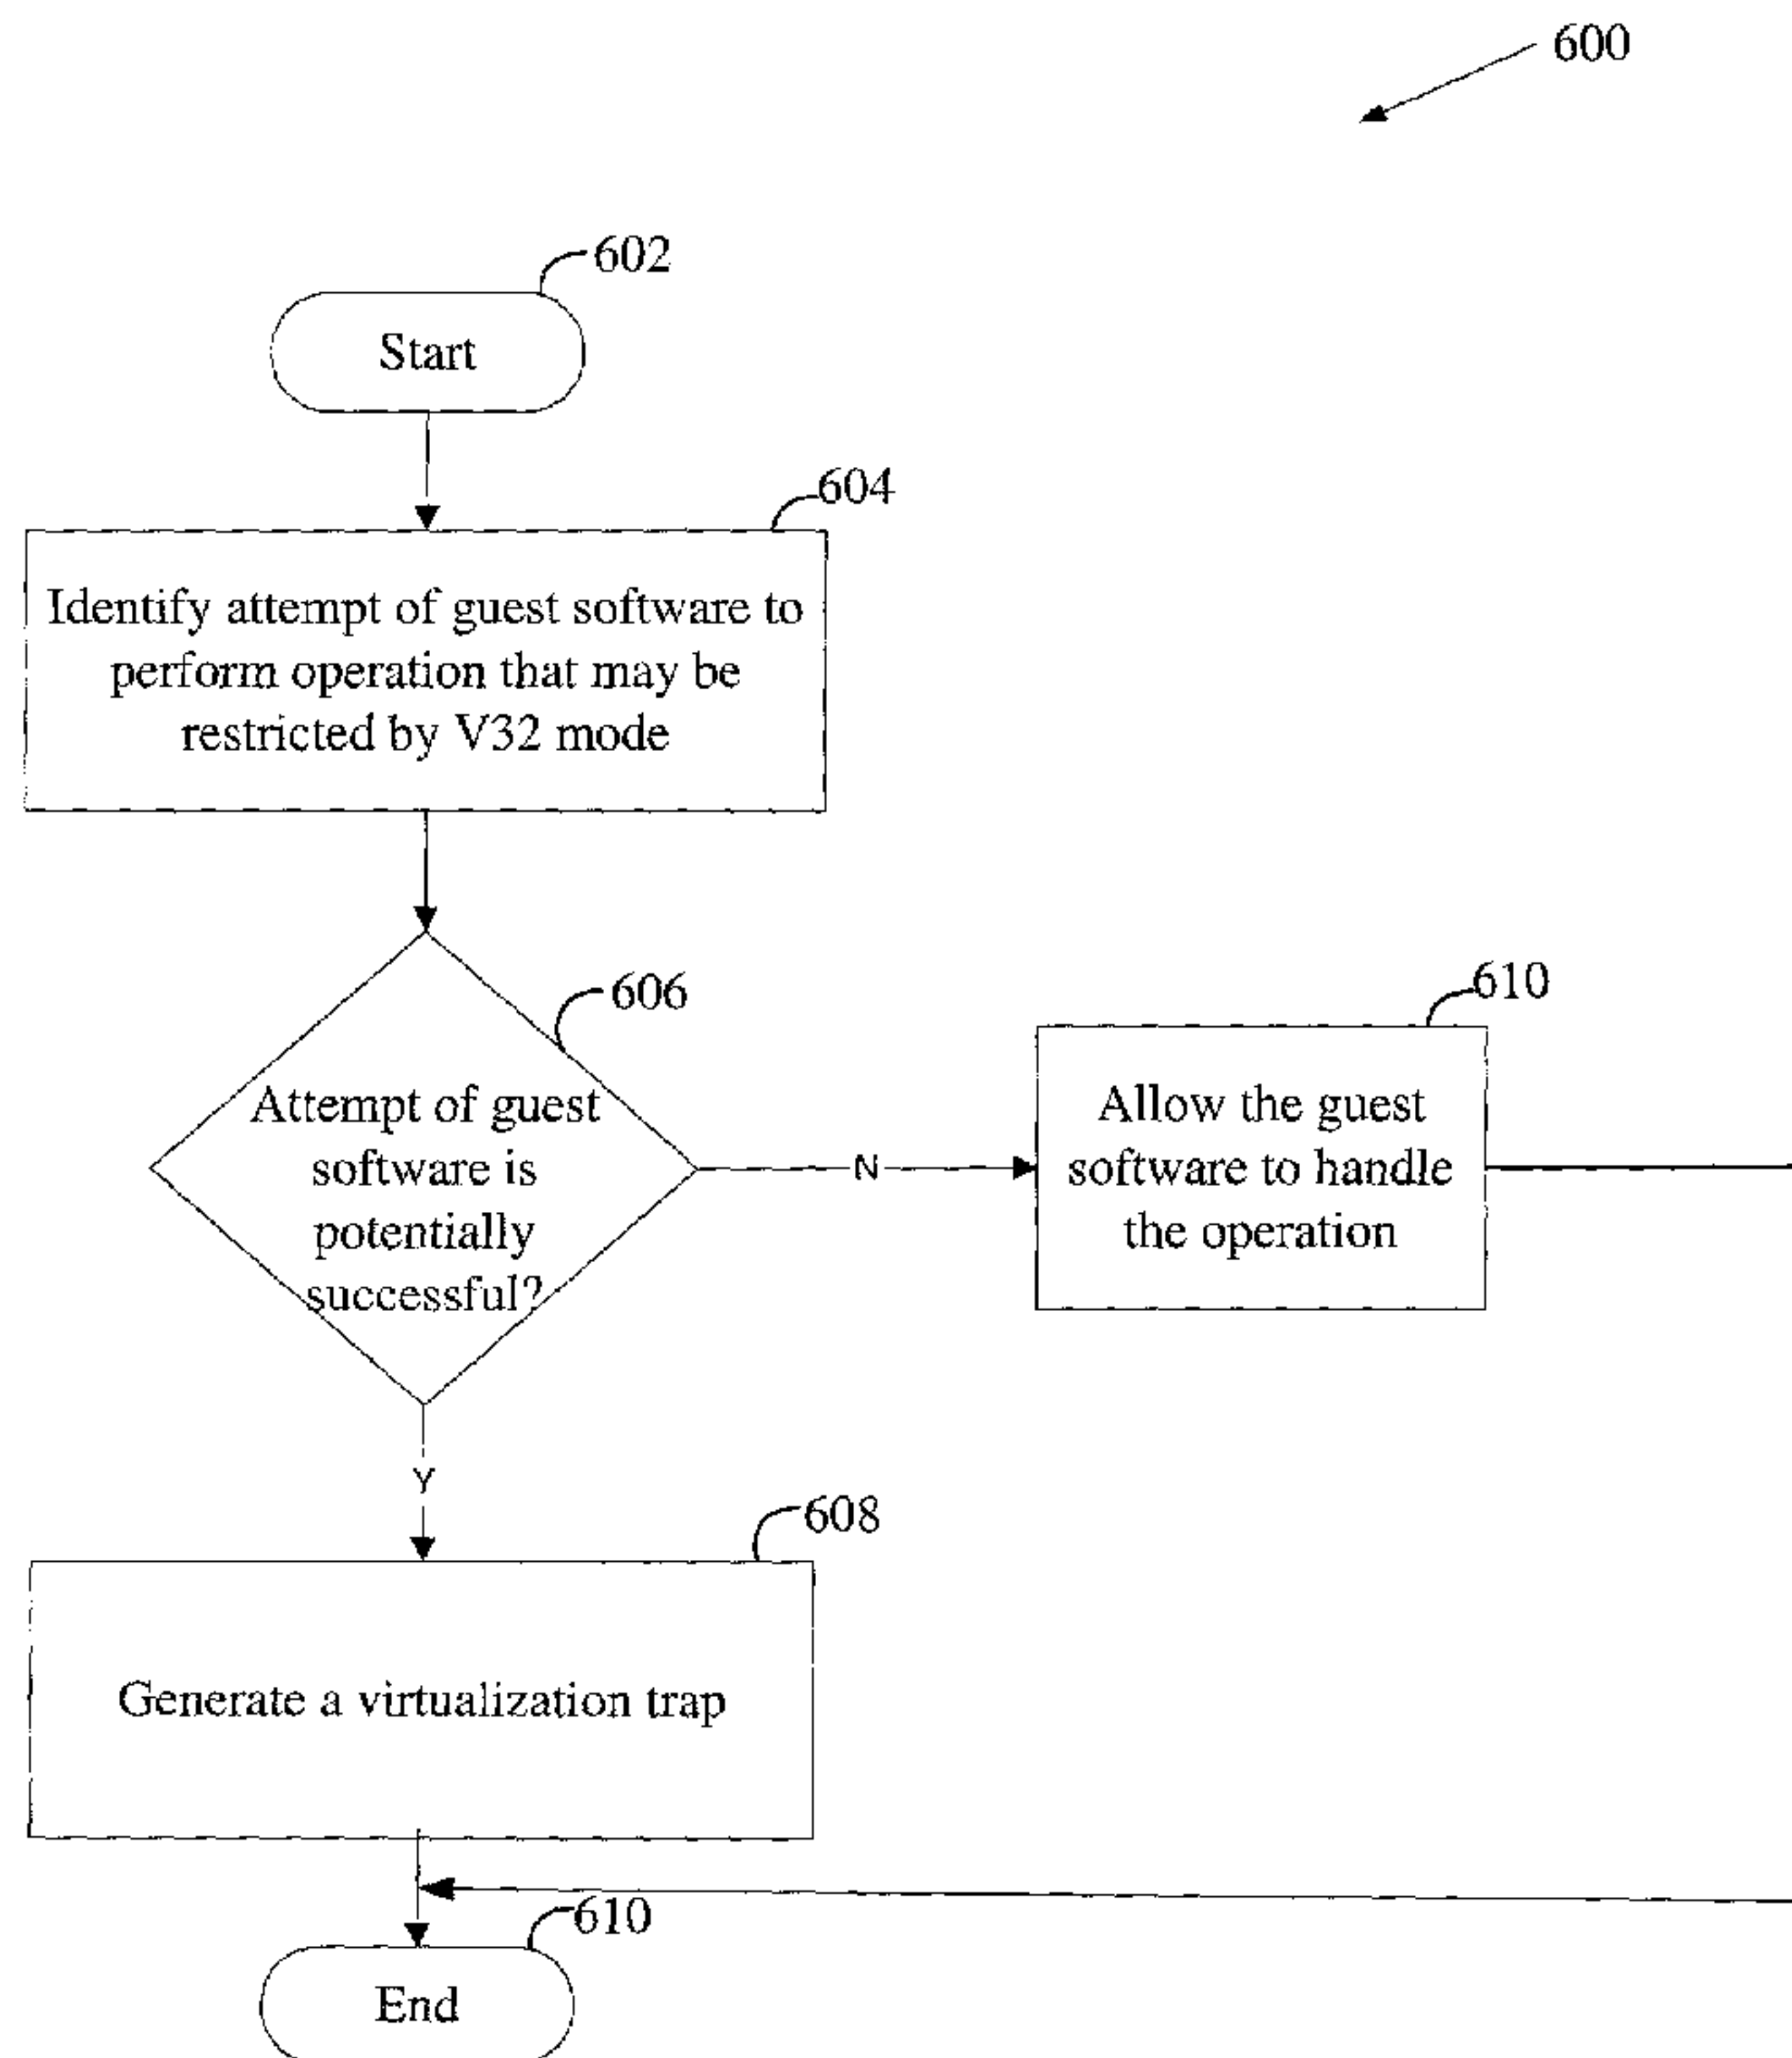 600
602
Start
604
Identify attempt of guest software to
perform operation that may be
restricted by V32 mode
606
Attempt of guest
software is
potentially
successful?
N
610
Allow the guest
software to handle
the operation
Y
608
Generate a virtualization trap
610
End